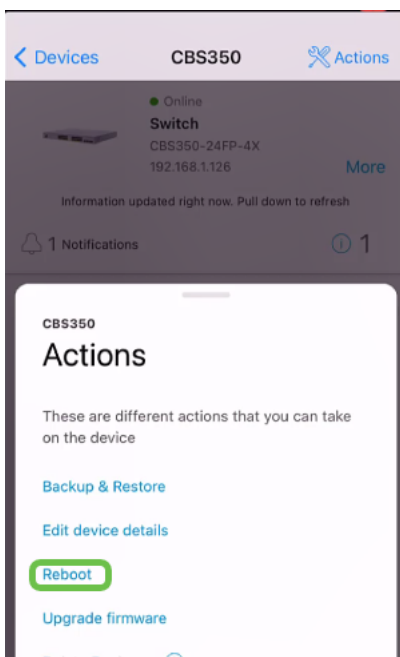 Devices CBS350 Actions
Online
Switch
CBS350-24FP-4X
192.168.1.126 More
Information updated right now. Pull down to refresh
1 Notifications 1
CBS350
Actions
These are different actions that you can take
on the device
Backup & Restore
Edit device details
Reboot
Upgrade firmware